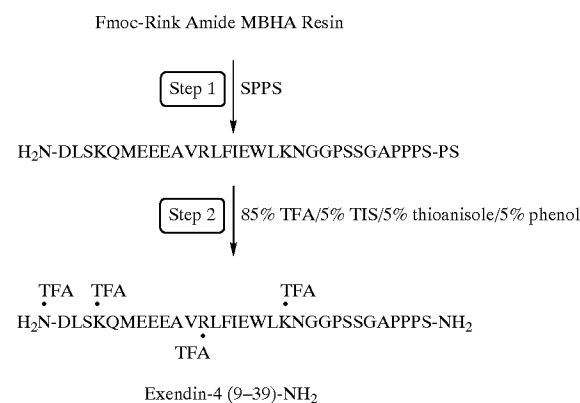 Fmoc-Rink Amide MBHA Resin
Step 1 SPPS
H₂N-DLSKQMEEEAVRLFIEWLKNGGPSSGAPPPS-PS
Step 2 85% TFA/5% TIS/5% thioanisole/5% phenol
TFA TFA TFA
H₂N-DLSKQMEEEAVRLFIEWLKNGGPSSGAPPPS-NH₂
TFA
Exendin-4 (9–39)-NH₂